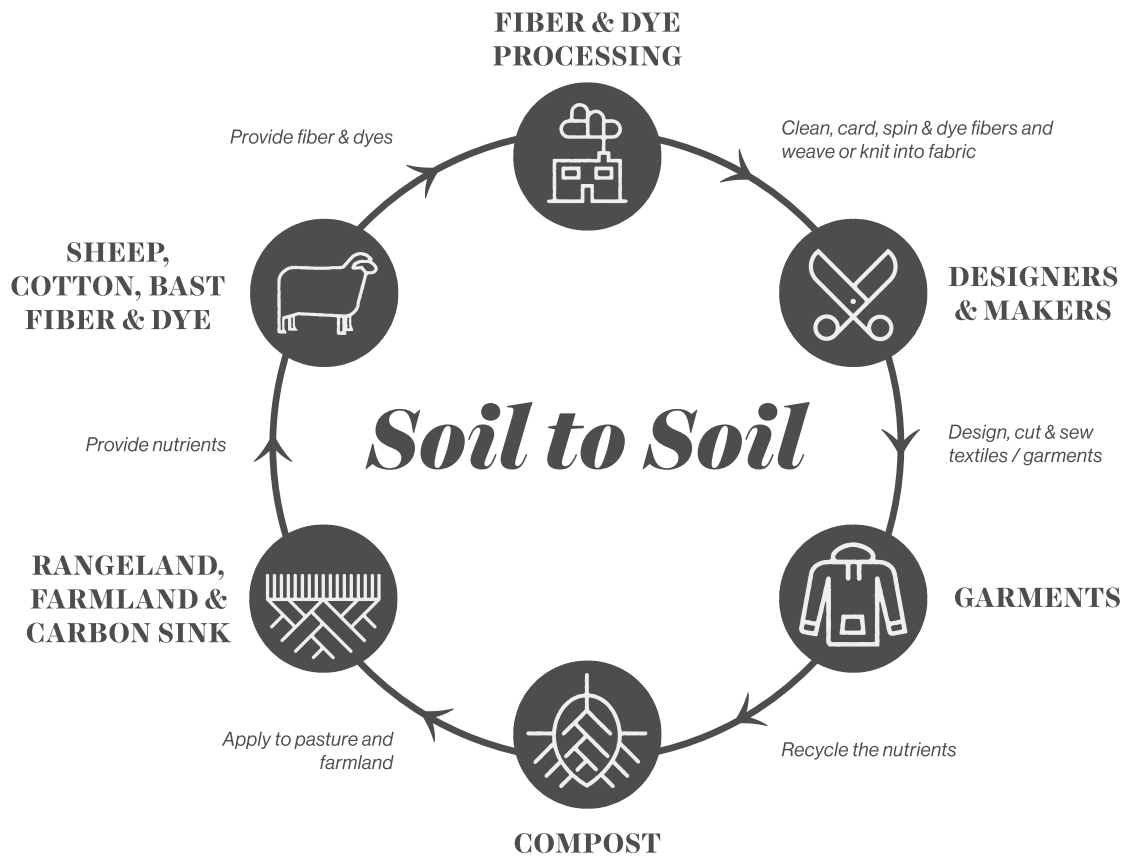 FIBER & DYE
PROCESSING
Provide fiber & dyes
Clean, card, spin & dye fibers and
weave or knit into fabric
SHEEP,
COTTON, BAST
FIBER & DYE
DESIGNERS
& MAKERS
Soil to Soil
Provide nutrients
Design, cut & sew
textiles / garments
RANGELAND,
FARMLAND &
CARBON SINK
GARMENTS
Apply to pasture and
farmland
Recycle the nutrients
COMPOST